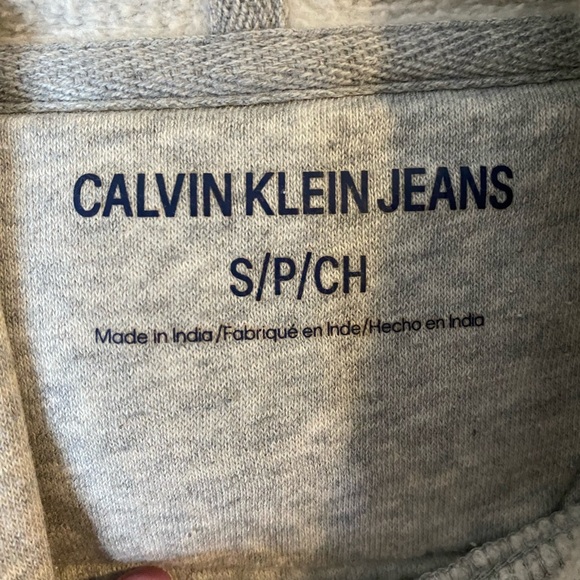 CALVIN KLEIN JEANS
S/P/CH
Made in India/Fabriqué en Inde/Hecho en India